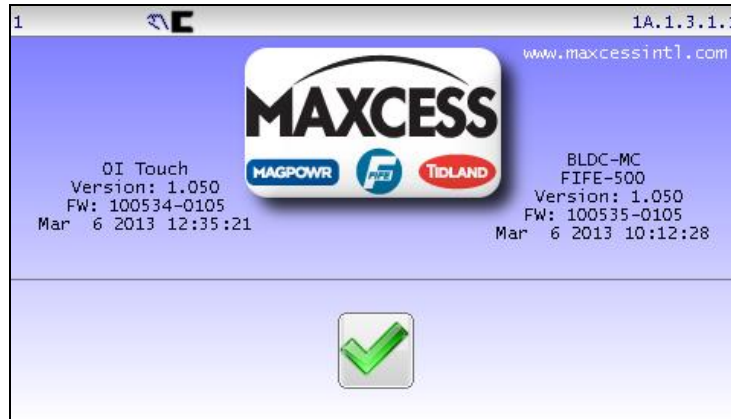 1
1A.1.3.1.
www.maxcessintl.com
MAXCESS
MAGPOWR
FIFE
TIDLAND
OI Touch
Version: 1.050
FW: 100534-0105
Mar  6 2013 12:35:21
BLDC-MC
FIFE-500
Version: 1.050
FW: 100535-0105
Mar  6 2013 10:12:28